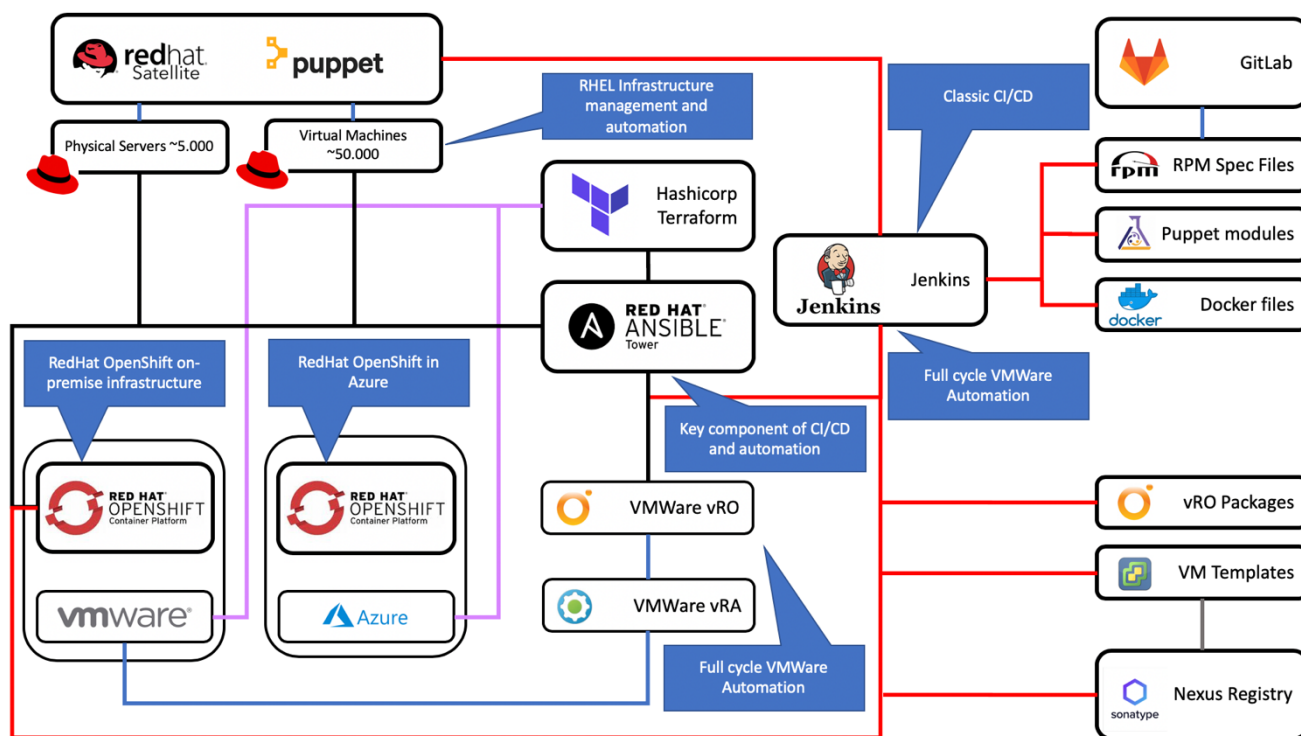 redhat.
Satellite
puppet
GitLab
RHEL Infrastructure
management and
automation
Classic CI/CD
Physical Servers ~5.000
Virtual Machines
~50.000
rpm
RPM Spec Files
Hashicorp
Terraform
Puppet modules
Jenkins
Jenkins
docker
Docker files
RED HAT®
ANSIBLE®
Tower
RedHat OpenShift on-
premise infrastructure
RedHat OpenShift in
Azure
Full cycle VMWare
Automation
Key component of CI/CD
and automation
RED HAT®
OPENSHIFT
Container Platform
RED HAT®
OPENSHIFT
Container Platform
VMWare vRO
vRO Packages
VM Templates
vmware®
Azure
VMWare vRA
Full cycle VMWare
Automation
sonatype
Nexus Registry